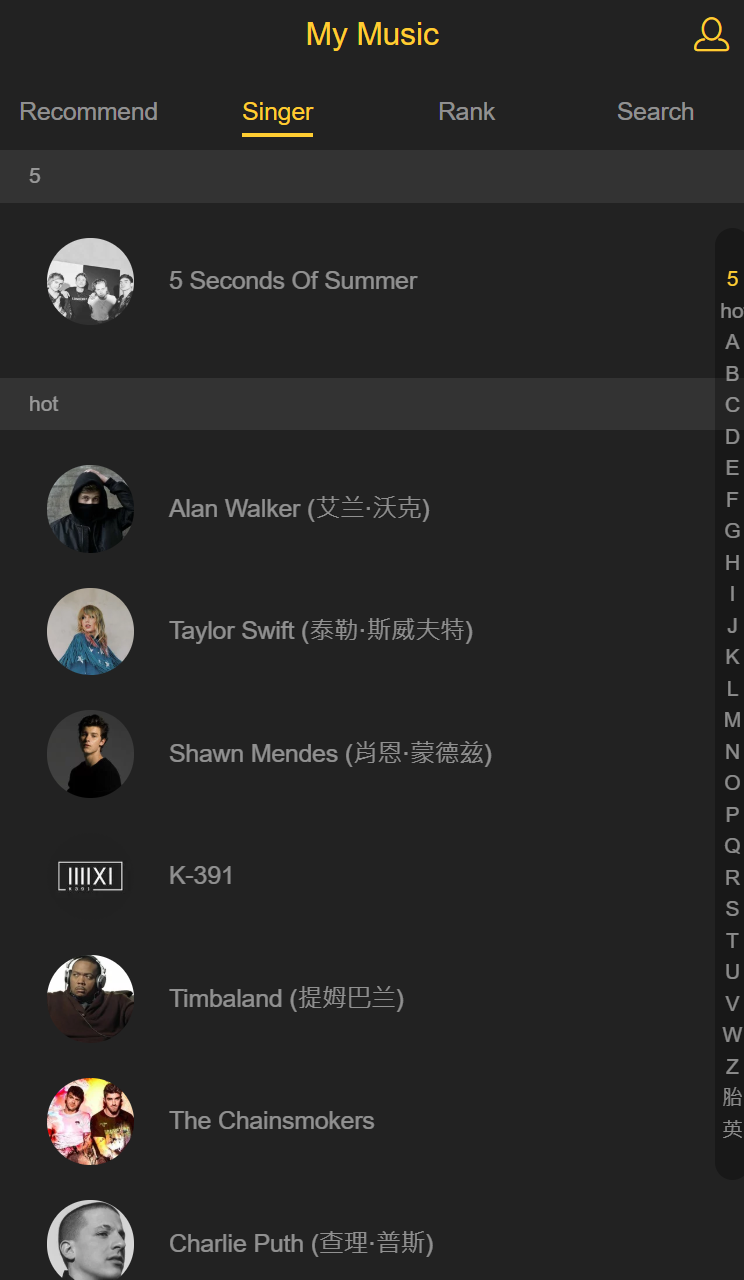 My Music
Recommend Singer Rank Search
5
5 Seconds Of Summer
hot
Alan Walker (艾兰·沃克)
Taylor Swift (泰勒·斯威夫特)
Shawn Mendes (肖恩·蒙德兹)
K-391
Timbaland (提姆巴兰)
The Chainsmokers
Charlie Puth (查理·普斯)
5
ho
A
B
C
D
E
F
G
H
I
J
K
L
M
N
O
P
Q
R
S
T
U
V
W
Z
胎
英